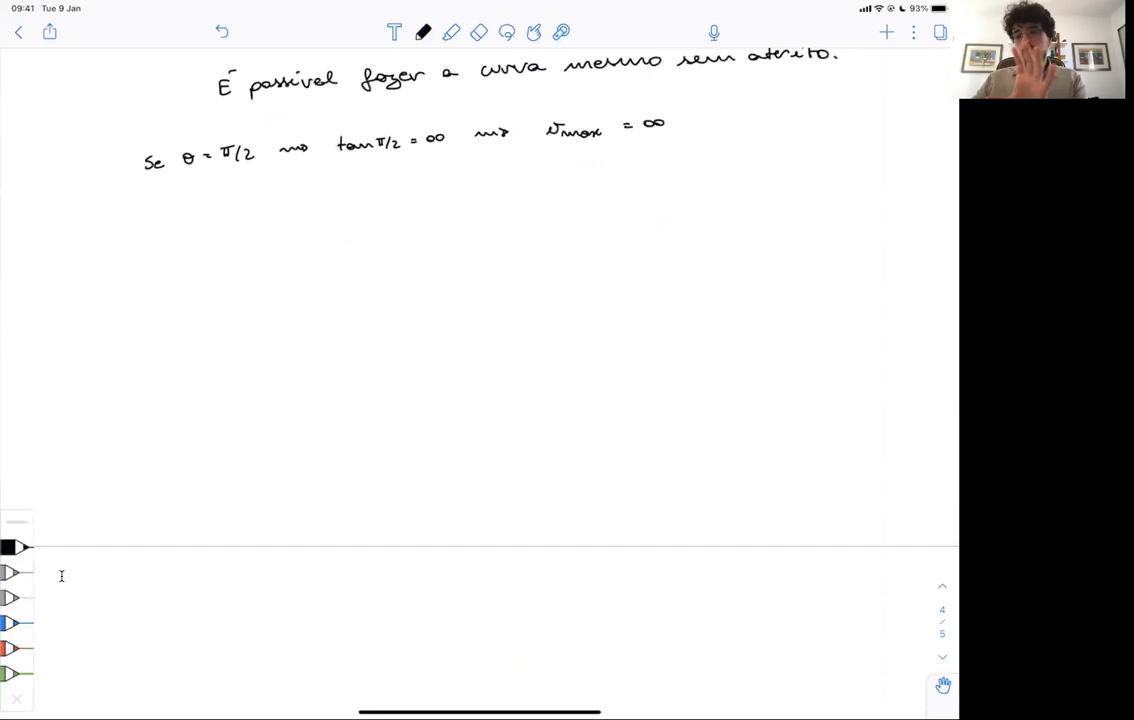 09:41 Tue 9 Jan 93%
É possível fazer a curva mesmo sem atrito.
Se θ = π/2 ⇝ tan π/2 = ∞ ⇝ vmax = ∞
4
/
5